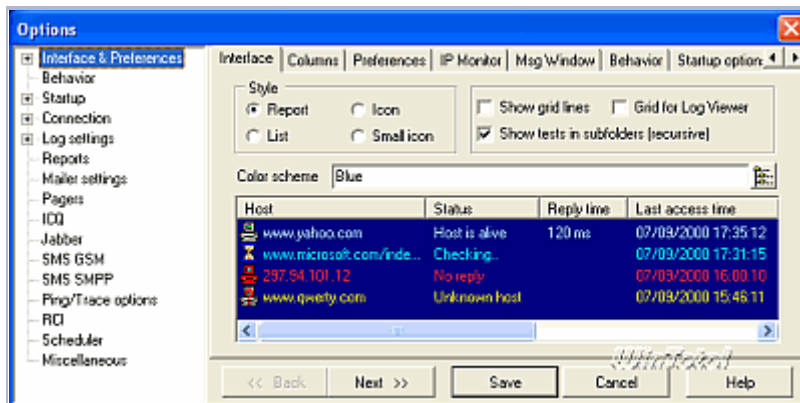 Options
Interface & Preferences
Behavior
Startup
Connection
Log settings
Reports
Mailer settings
Pagers
ICQ
Jabber
SMS GSM
SMS SMPP
Ping/Trace options
RCI
Scheduler
Miscellaneous
Interface Columns Preferences IP Monitor Msg Window Behavior Startup option
Style
Report Icon
List Small icon
Show grid lines Grid for Log Viewer
Show tests in subfolders (recursive)
Color scheme Blue
Host Status Reply time Last access time
www.yahoo.com Host is alive 120 ms 07/09/2000 17:35:12
www.microsoft.com/inde... Checking.. 07/09/2000 17:31:15
297.94.101.12 No reply 07/09/2000 16:00:10
www.qwerty.com Unknown host 07/09/2000 15:46:11
WinTotal
<< Back Next >> Save Cancel Help